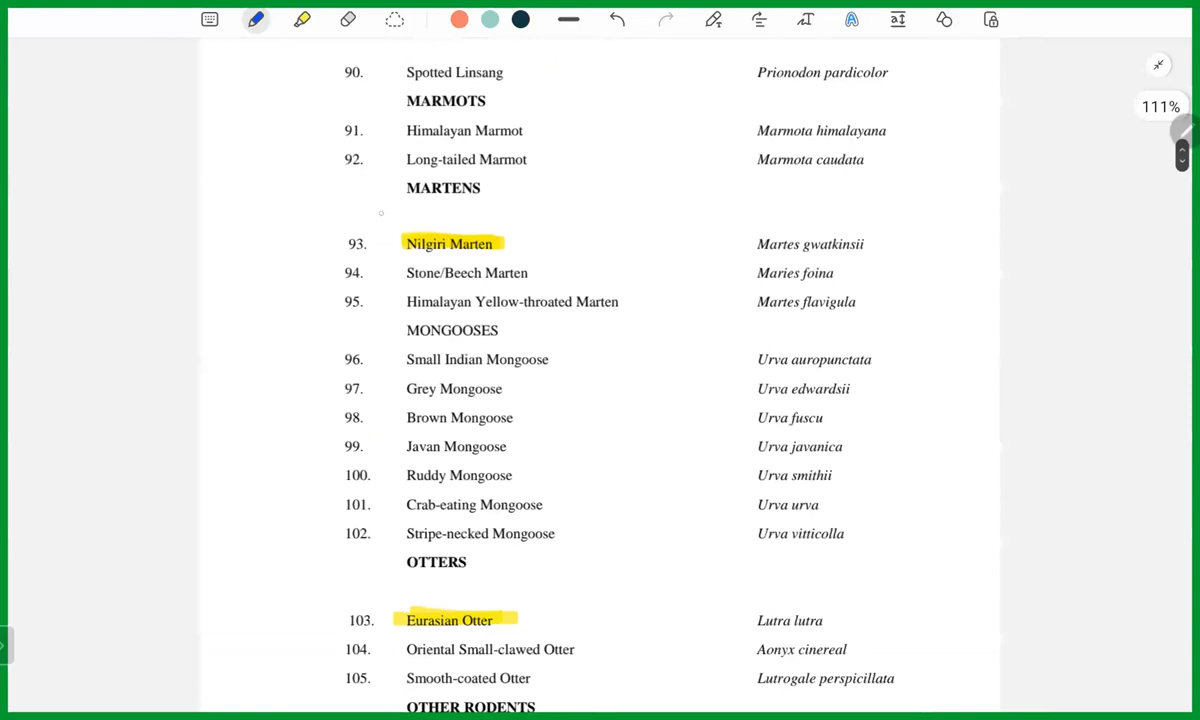 111%
90. Spotted Linsang Prionodon pardicolor
MARMOTS
91. Himalayan Marmot Marmota himalayana
92. Long-tailed Marmot Marmota caudata
MARTENS
93. Nilgiri Marten Martes gwatkinsii
94. Stone/Beech Marten Maries foina
95. Himalayan Yellow-throated Marten Martes flavigula
MONGOOSES
96. Small Indian Mongoose Urva auropunctata
97. Grey Mongoose Urva edwardsii
98. Brown Mongoose Urva fuscu
99. Javan Mongoose Urva javanica
100. Ruddy Mongoose Urva smithii
101. Crab-eating Mongoose Urva urva
102. Stripe-necked Mongoose Urva vitticolla
OTTERS
103. Eurasian Otter Lutra lutra
104. Oriental Small-clawed Otter Aonyx cinereal
105. Smooth-coated Otter Lutrogale perspicillata
OTHER RODENTS